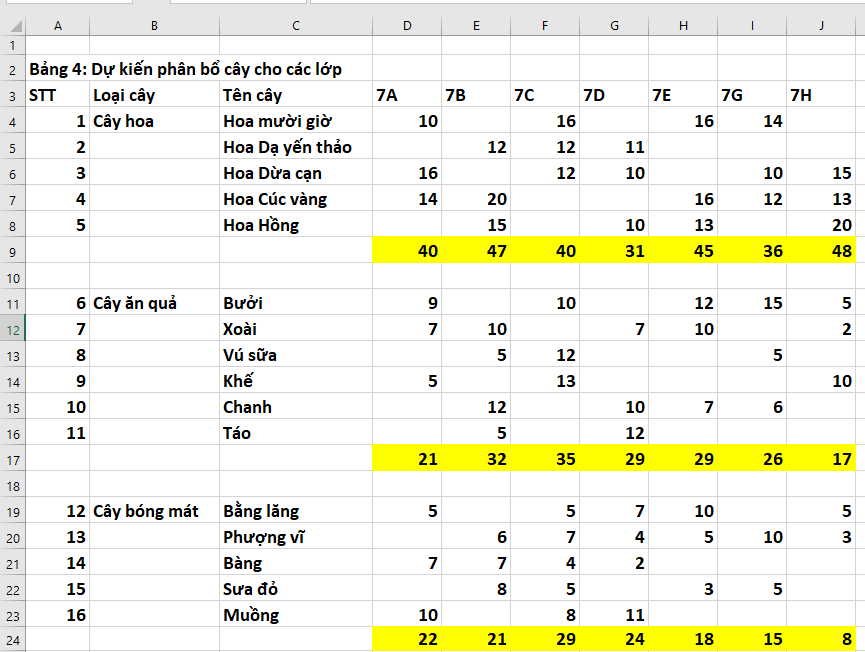 A B C D E F G H I J
1
2 Bảng 4: Dự kiến phân bổ cây cho các lớp
3 STT Loại cây Tên cây 7A 7B 7C 7D 7E 7G 7H
4 1 Cây hoa Hoa mười giờ 10 16 16 14
5 2 Hoa Dạ yến thảo 12 12 11
6 3 Hoa Dừa cạn 16 12 10 10 15
7 4 Hoa Cúc vàng 14 20 16 12 13
8 5 Hoa Hồng 15 10 13 20
9 40 47 40 31 45 36 48
10
11 6 Cây ăn quả Bưởi 9 10 12 15 5
12 7 Xoài 7 10 7 10 2
13 8 Vú sữa 5 12 5
14 9 Khế 5 13 10
15 10 Chanh 12 10 7 6
16 11 Táo 5 12
17 21 32 35 29 29 26 17
18
19 12 Cây bóng mát Bằng lăng 5 5 7 10 5
20 13 Phượng vĩ 6 7 4 5 10 3
21 14 Bàng 7 7 4 2
22 15 Sưa đỏ 8 5 3 5
23 16 Muồng 10 8 11
24 22 21 29 24 18 15 8